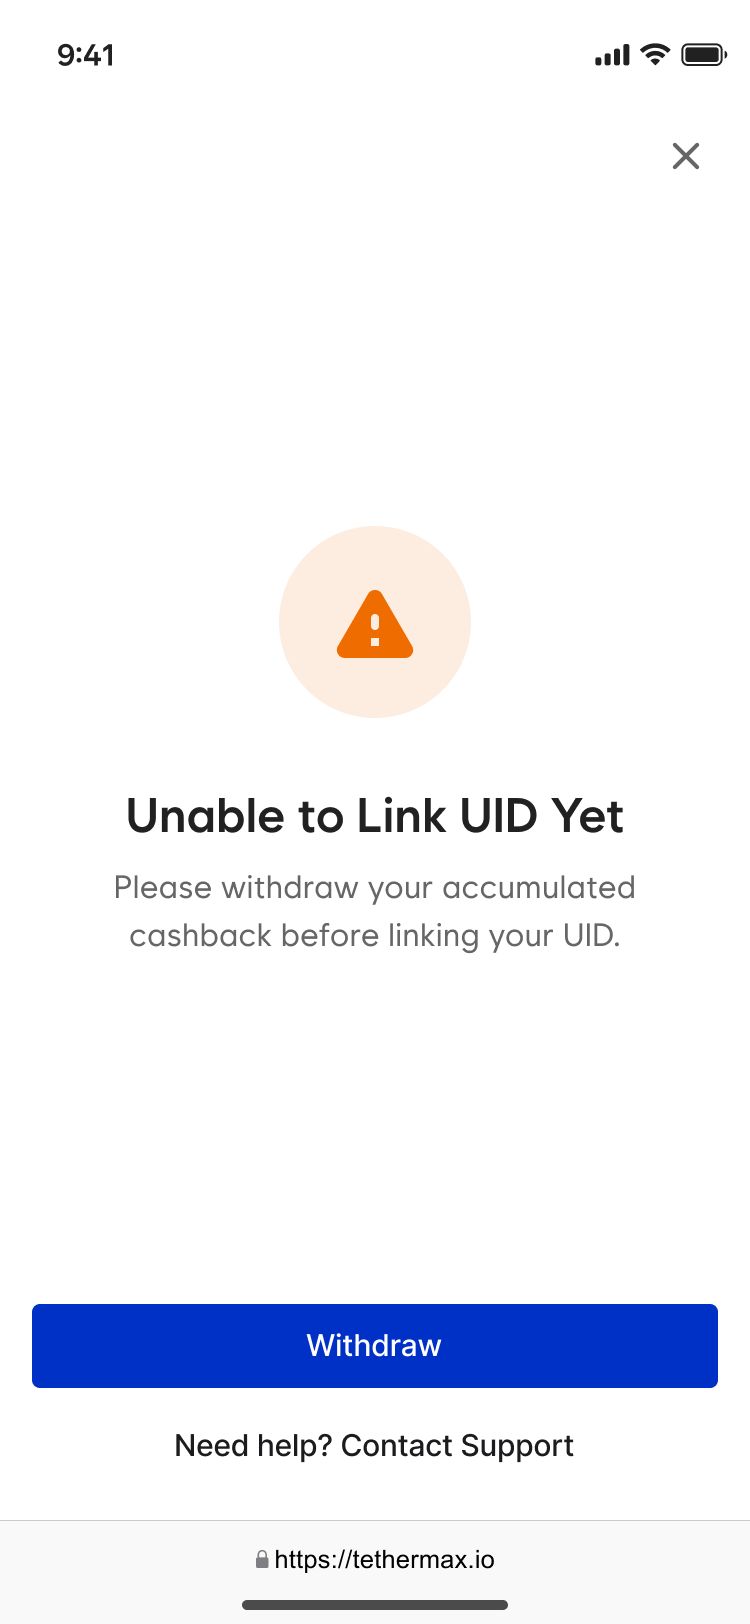 9:41
Unable to Link UID Yet
Please withdraw your accumulated
cashback before linking your UID.
Withdraw
Need help? Contact Support
https://tethermax.io